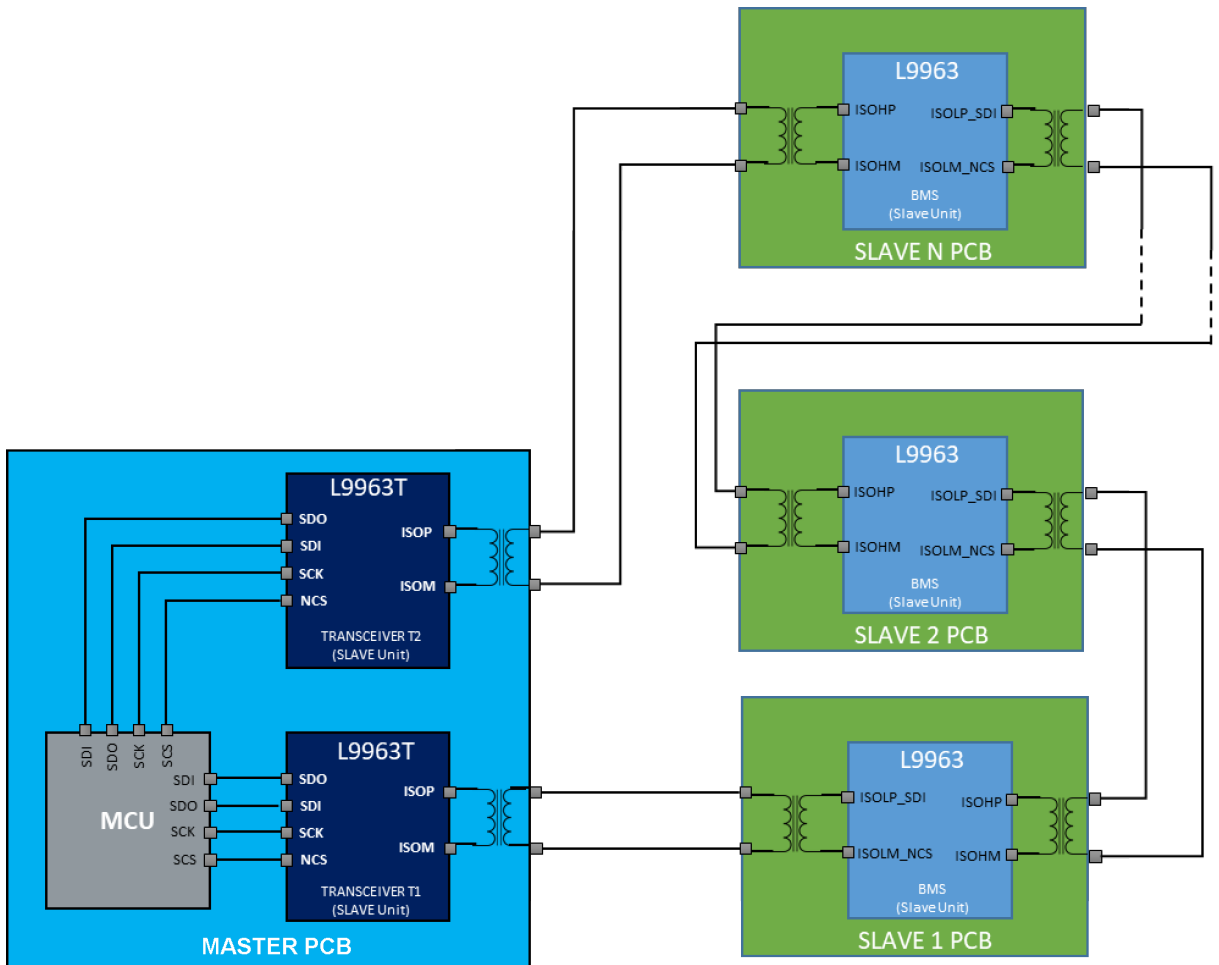 L9963
ISOHP
ISOLP_SDI
ISOHM
ISOLM_NCS
BMS
(Slave Unit)
SLAVE N PCB
L9963
ISOHP
ISOLP_SDI
ISOHM
ISOLM_NCS
BMS
(Slave Unit)
SLAVE 2 PCB
L9963T
SDO
ISOP
SDI
SCK
ISOM
NCS
TRANSCEIVER T2
(SLAVE Unit)
SDI
SDO
SCK
SCS
SDI
SDO
MCU
SCK
SCS
L9963T
SDO
ISOP
SDI
SCK
ISOM
NCS
TRANSCEIVER T1
(SLAVE Unit)
MASTER PCB
L9963
ISOLP_SDI
ISOHP
ISOLM_NCS
ISOHM
BMS
(Slave Unit)
SLAVE 1 PCB